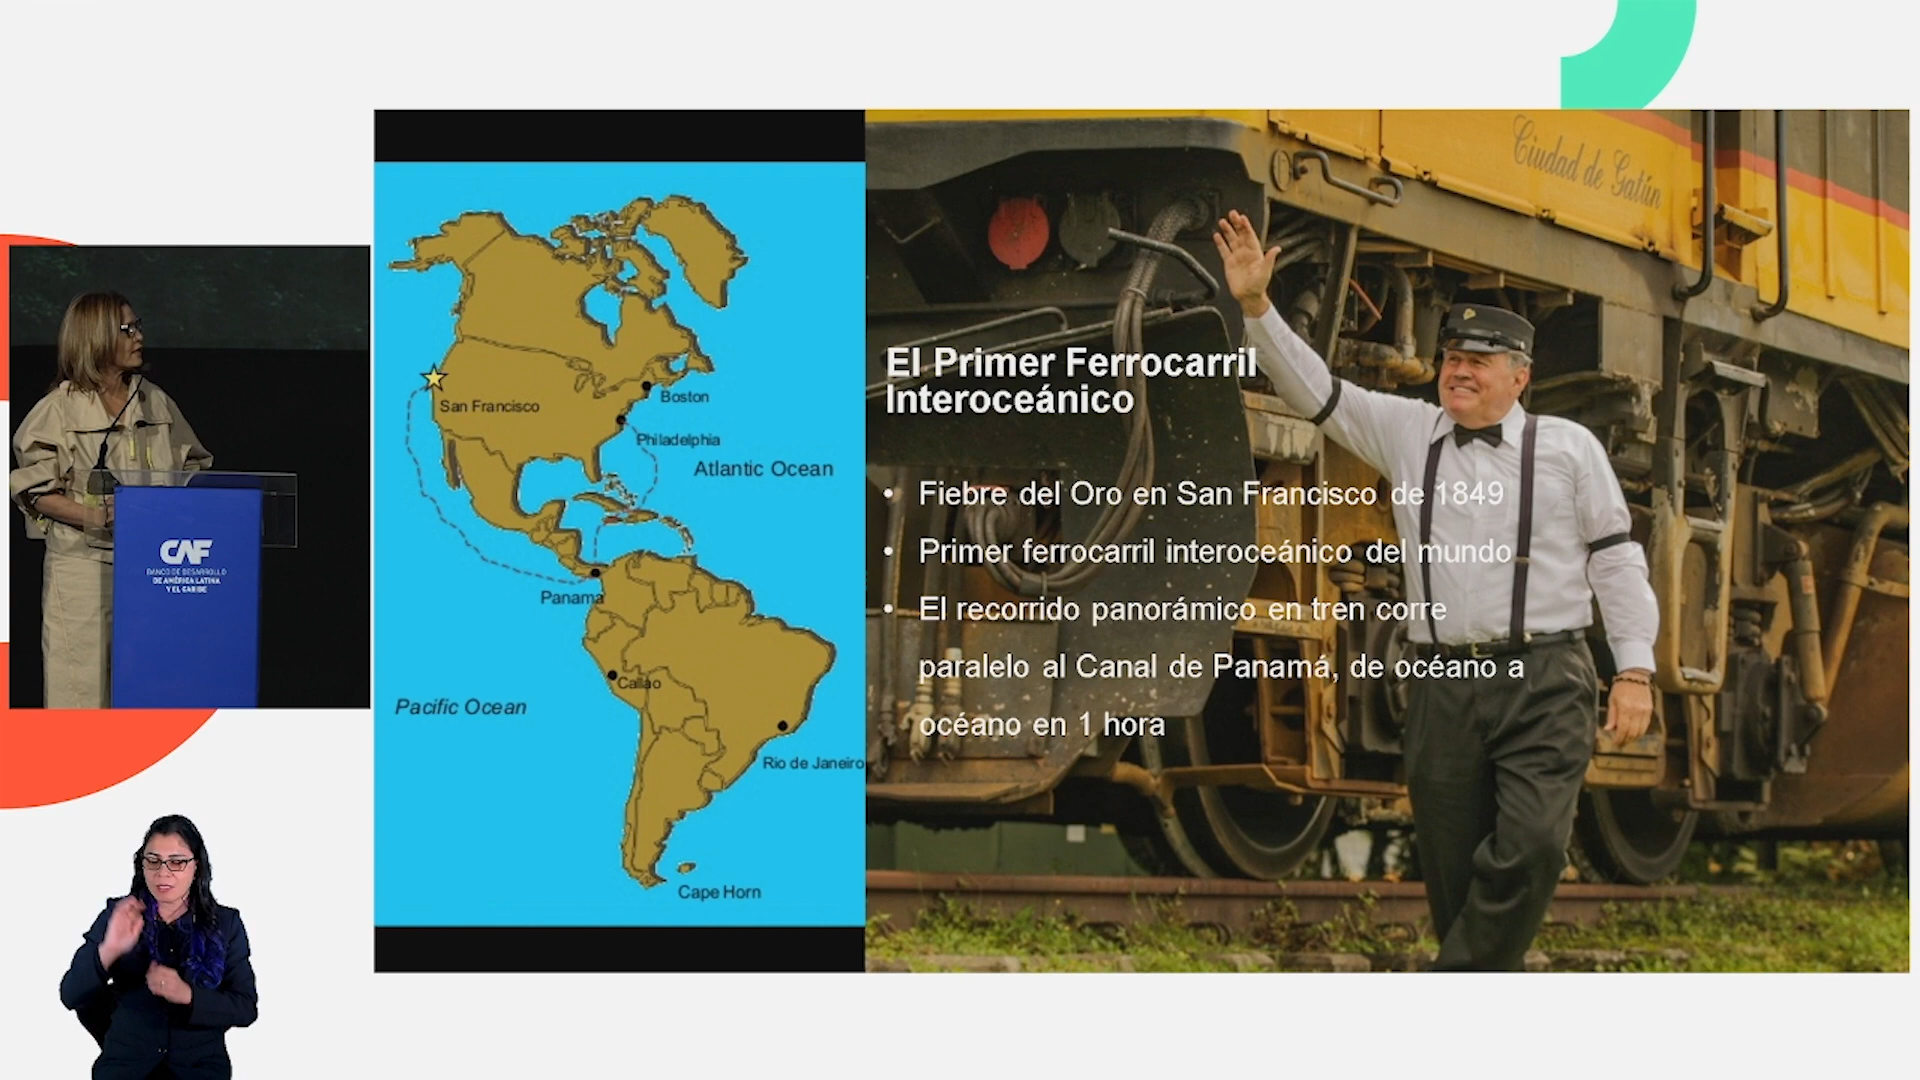 Ciudad de Gatún
San Francisco
Boston
Philadelphia
Atlantic Ocean
Panama
Callao
Pacific Ocean
Rio de Janeiro
Cape Horn
El Primer Ferrocarril
Interoceánico
• Fiebre del Oro en San Francisco de 1849
• Primer ferrocarril interoceánico del mundo
• El recorrido panorámico en tren corre
paralelo al Canal de Panamá, de océano a
océano en 1 hora
CAF
BANCO DE DESARROLLO
DE AMÉRICA LATINA
Y EL CARIBE